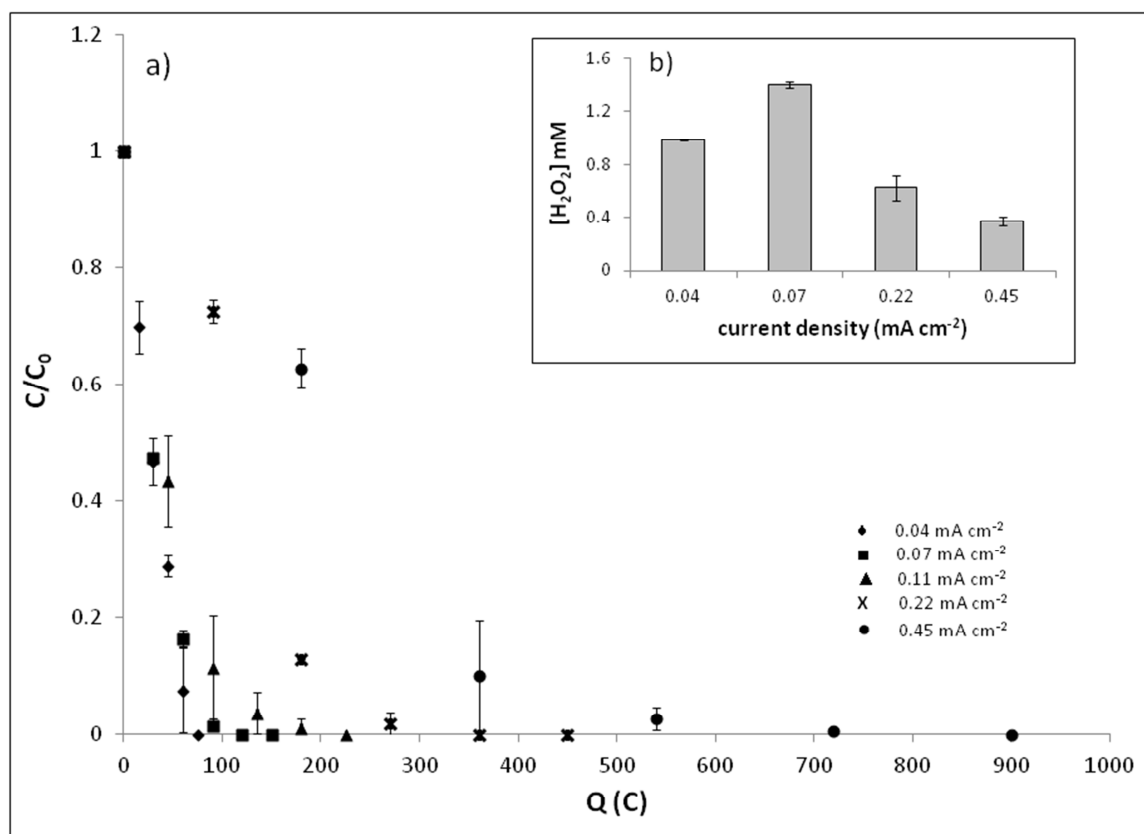 a)
1.2
1
0.8
0.6
0.4
0.2
0
C/C₀
0 100 200 300 400 500 600 700 800 900 1000
Q (C)
b)
1.6
1.2
0.8
0.4
0
[H₂O₂] mM
0.04 0.07 0.22 0.45
current density (mA cm⁻²)
0.04 mA cm⁻²
0.07 mA cm⁻²
0.11 mA cm⁻²
0.22 mA cm⁻²
0.45 mA cm⁻²